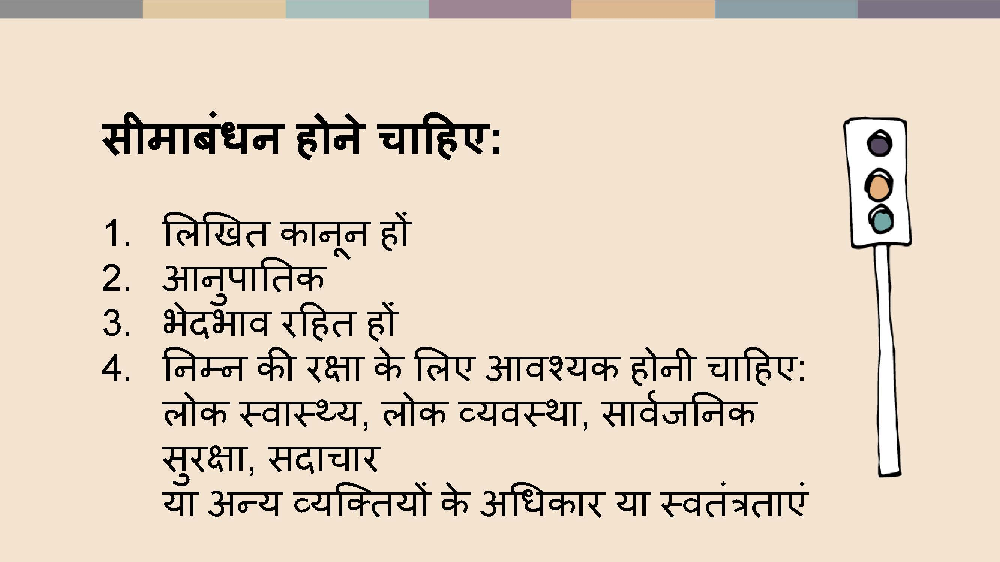 सीमाबंधन होने चाहिए:
1. लिखित कानून हों
2. आनुपातिक
3. भेदभाव रहित हों
4. निम्न की रक्षा के लिए आवश्यक होनी चाहिए:
लोक स्वास्थ्य, लोक व्यवस्था, सार्वजनिक
सुरक्षा, सदाचार
या अन्य व्यक्तियों के अधिकार या स्वतंत्रताएं